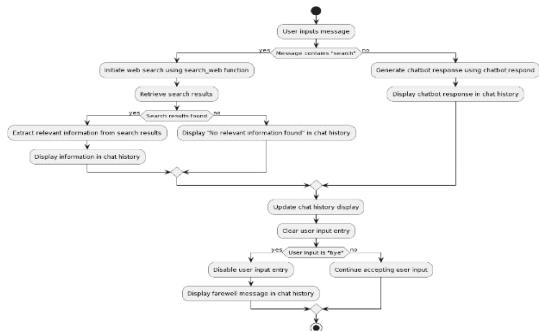 User inputs message
Message contains "search"
yes
no
Initiate web search using search_web function
Generate chatbot response using chatbot respond
Retrieve search results
Display chatbot response in chat history
Search results found
yes
no
Extract relevant information from search results
Display "No relevant information found" in chat history
Display information in chat history
Update chat history display
Clear user input entry
User input is "bye"
yes
no
Disable user input entry
Continue accepting user input
Display farewell message in chat history